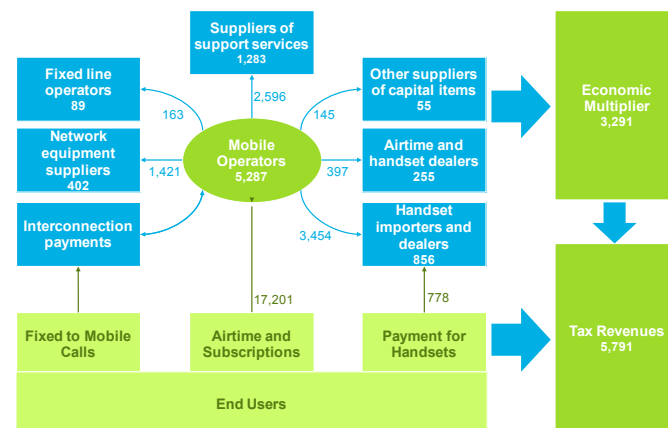 Suppliers of
support services
1,283
Fixed line
operators
89
163
2,596
145
Other suppliers
of capital items
55
Economic
Multiplier
3,291
Network
equipment
suppliers
402
1,421
Mobile
Operators
5,287
397
Airtime and
handset dealers
255
Interconnection
payments
3,454
Handset
importers and
dealers
856
17,201
778
Fixed to Mobile
Calls
Airtime and
Subscriptions
Payment for
Handsets
Tax Revenues
5,791
End Users